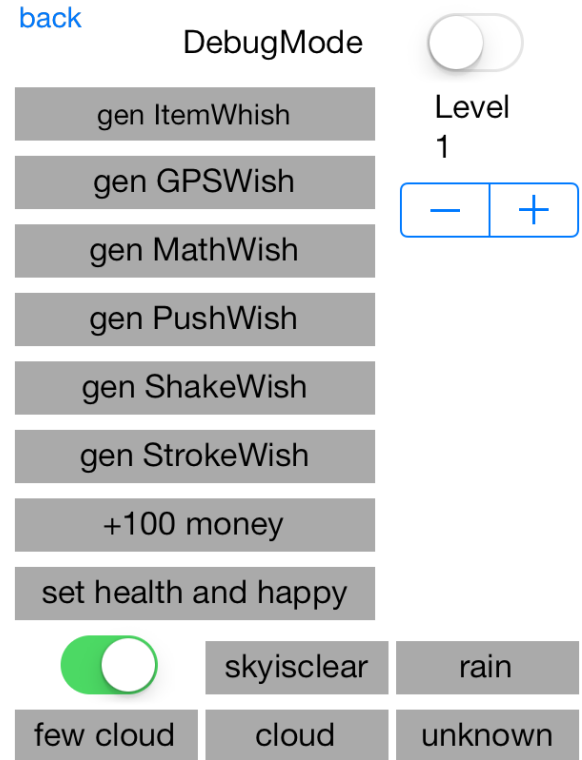 back
DebugMode
gen ItemWhish
Level
1
gen GPSWish
gen MathWish
gen PushWish
gen ShakeWish
gen StrokeWish
+100 money
set health and happy
skyisclear
rain
few cloud
cloud
unknown